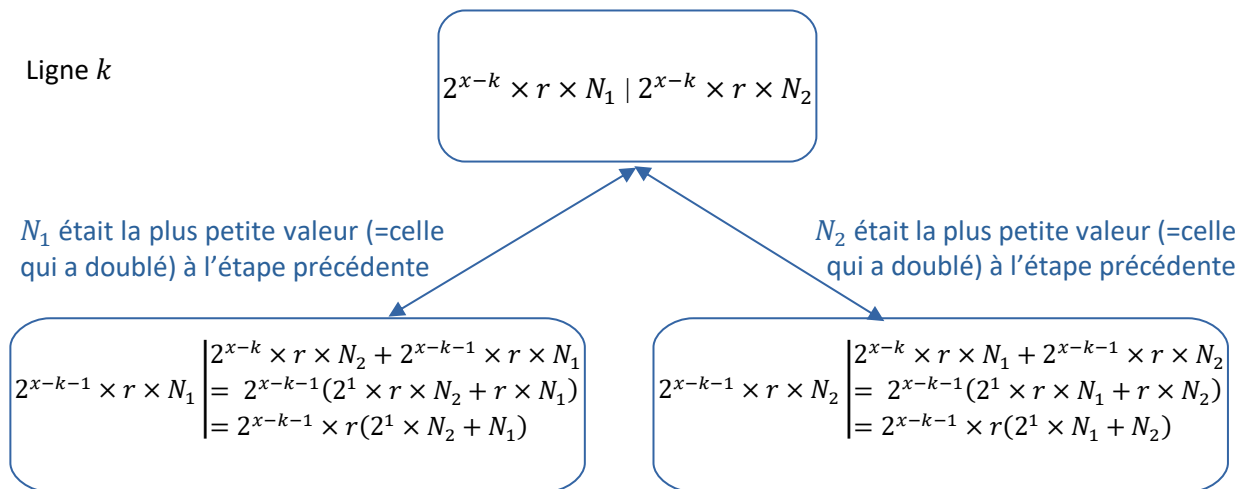 Ligne k
2^{x−k} × r × N_1 | 2^{x−k} × r × N_2
N_1 était la plus petite valeur (=celle
qui a doublé) à l'étape précédente
N_2 était la plus petite valeur (=celle
qui a doublé) à l'étape précédente
2^{x−k−1} × r × N_1
2^{x−k} × r × N_2 + 2^{x−k−1} × r × N_1
= 2^{x−k−1}(2^1 × r × N_2 + r × N_1)
= 2^{x−k−1} × r(2^1 × N_2 + N_1)
2^{x−k−1} × r × N_2
2^{x−k} × r × N_1 + 2^{x−k−1} × r × N_2
= 2^{x−k−1}(2^1 × r × N_1 + r × N_2)
= 2^{x−k−1} × r(2^1 × N_1 + N_2)